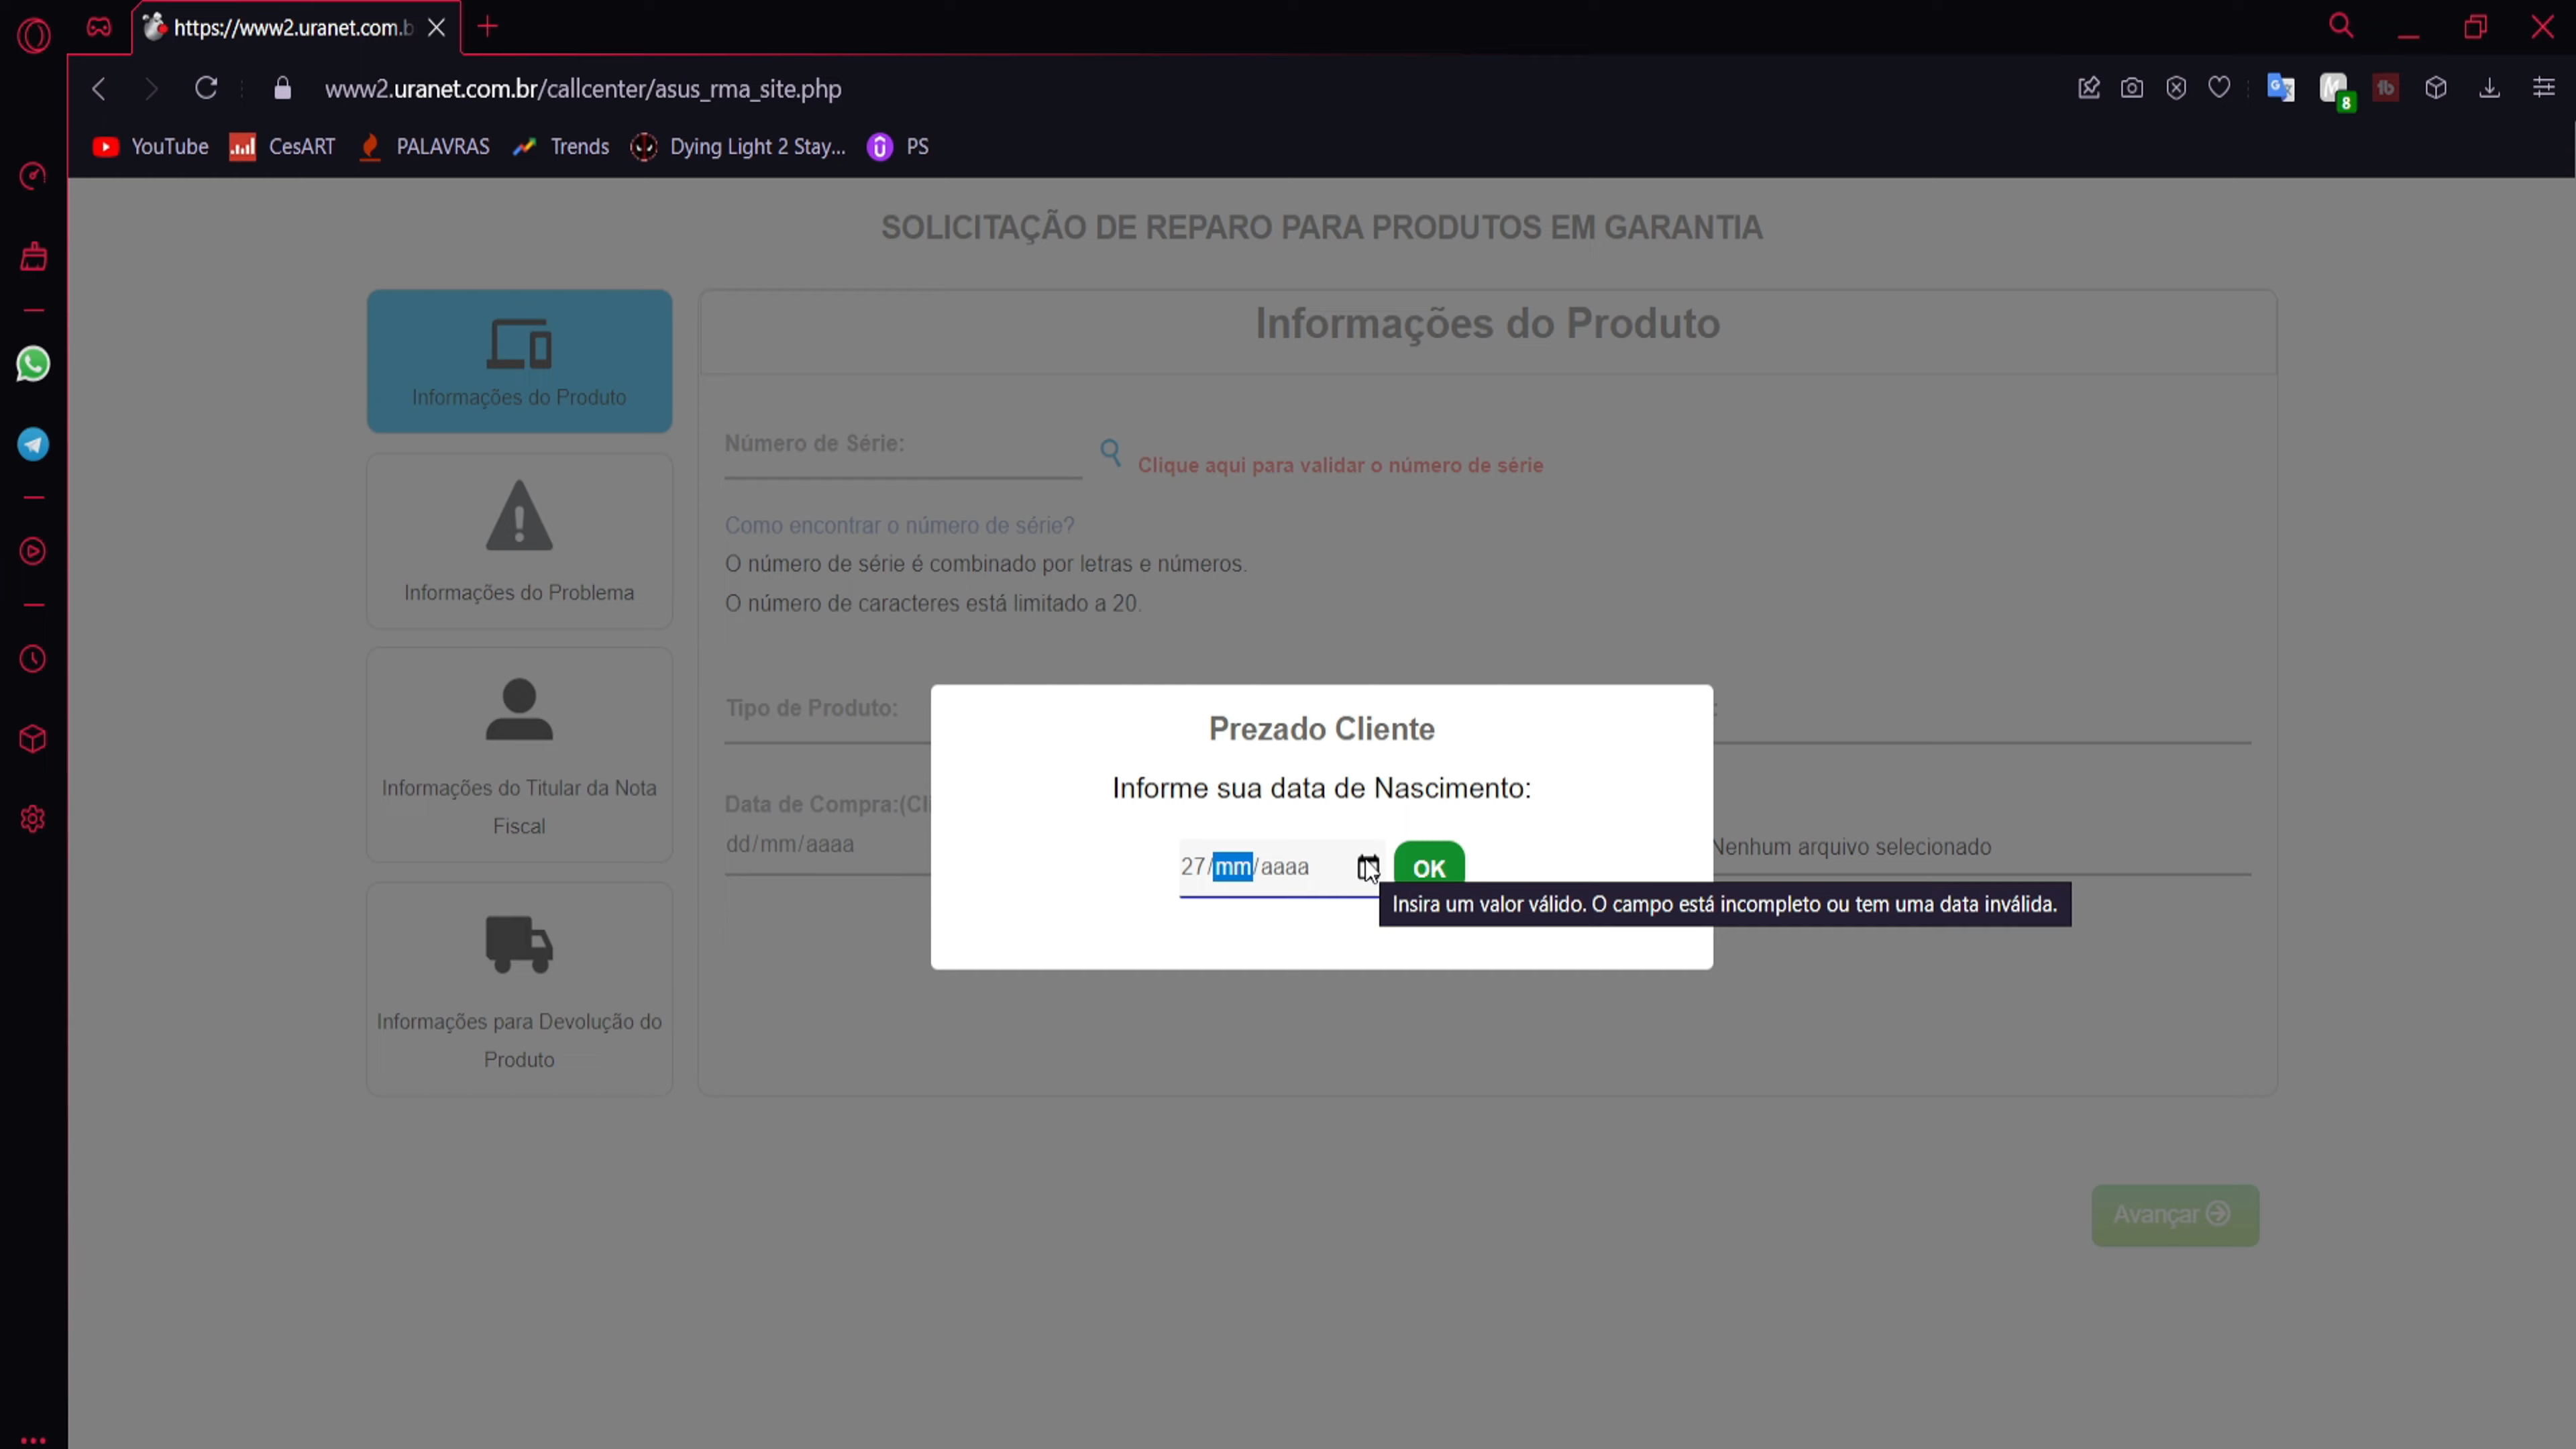 https://www2.uranet.com.b
www2.uranet.com.br/callcenter/asus_rma_site.php
8
YouTube CesART PALAVRAS Trends Dying Light 2 Stay... PS
SOLICITAÇÃO DE REPARO PARA PRODUTOS EM GARANTIA
Informações do Produto
Informações do Problema
Informações do Titular da Nota
Fiscal
Informações para Devolução do
Produto
Informações do Produto
Número de Série:
Clique aqui para validar o número de série
Como encontrar o número de série?
O número de série é combinado por letras e números.
O número de caracteres está limitado a 20.
Tipo de Produto:
Data de Compra:(Cli
dd/mm/aaaa
Nenhum arquivo selecionado
Prezado Cliente
Informe sua data de Nascimento:
27/mm/aaaa
OK
Insira um valor válido. O campo está incompleto ou tem uma data inválida.
Avançar